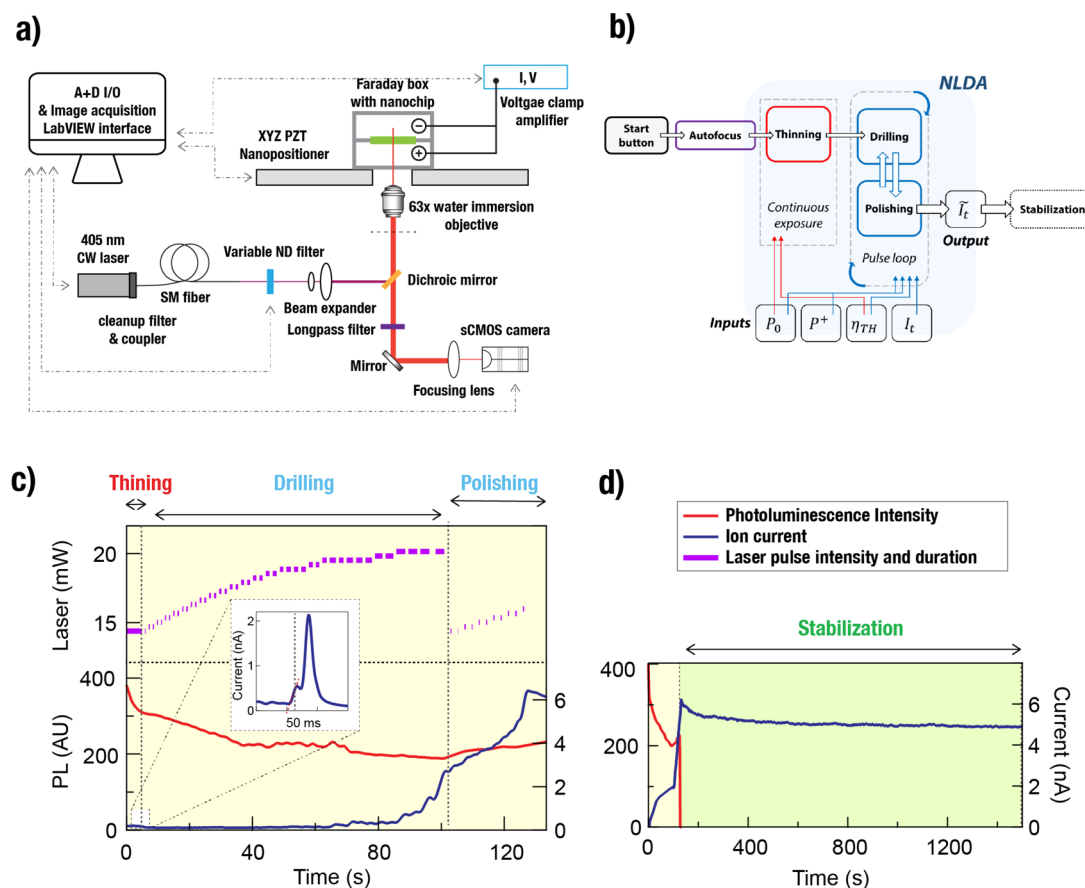 a)
A+D I/O
& Image acquisition
LabVIEW interface
Faraday box
with nanochip
I, V
Voltgae clamp
amplifier
XYZ PZT
Nanopositioner
−
+
63x water immersion
objective
405 nm
CW laser
SM fiber
cleanup filter
& coupler
Variable ND filter
Beam expander
Dichroic mirror
Longpass filter
Mirror
sCMOS camera
Focusing lens
b)
NLDA
Start
button
Autofocus
Thinning
Drilling
Polishing
Continuous
exposure
Pulse loop
Ĩt
Output
Stabilization
Inputs
P0
P+
ηTH
It
c)
Thining
Drilling
Polishing
Laser (mW)
20
15
Current (nA)
2
1
0
50 ms
PL (AU)
400
200
0
6
4
2
0
0
40
80
120
Time (s)
d)
Photoluminescence Intensity
Ion current
Laser pulse intensity and duration
Stabilization
400
200
0
6
4
2
0
Current (nA)
0
400
800
1200
Time (s)